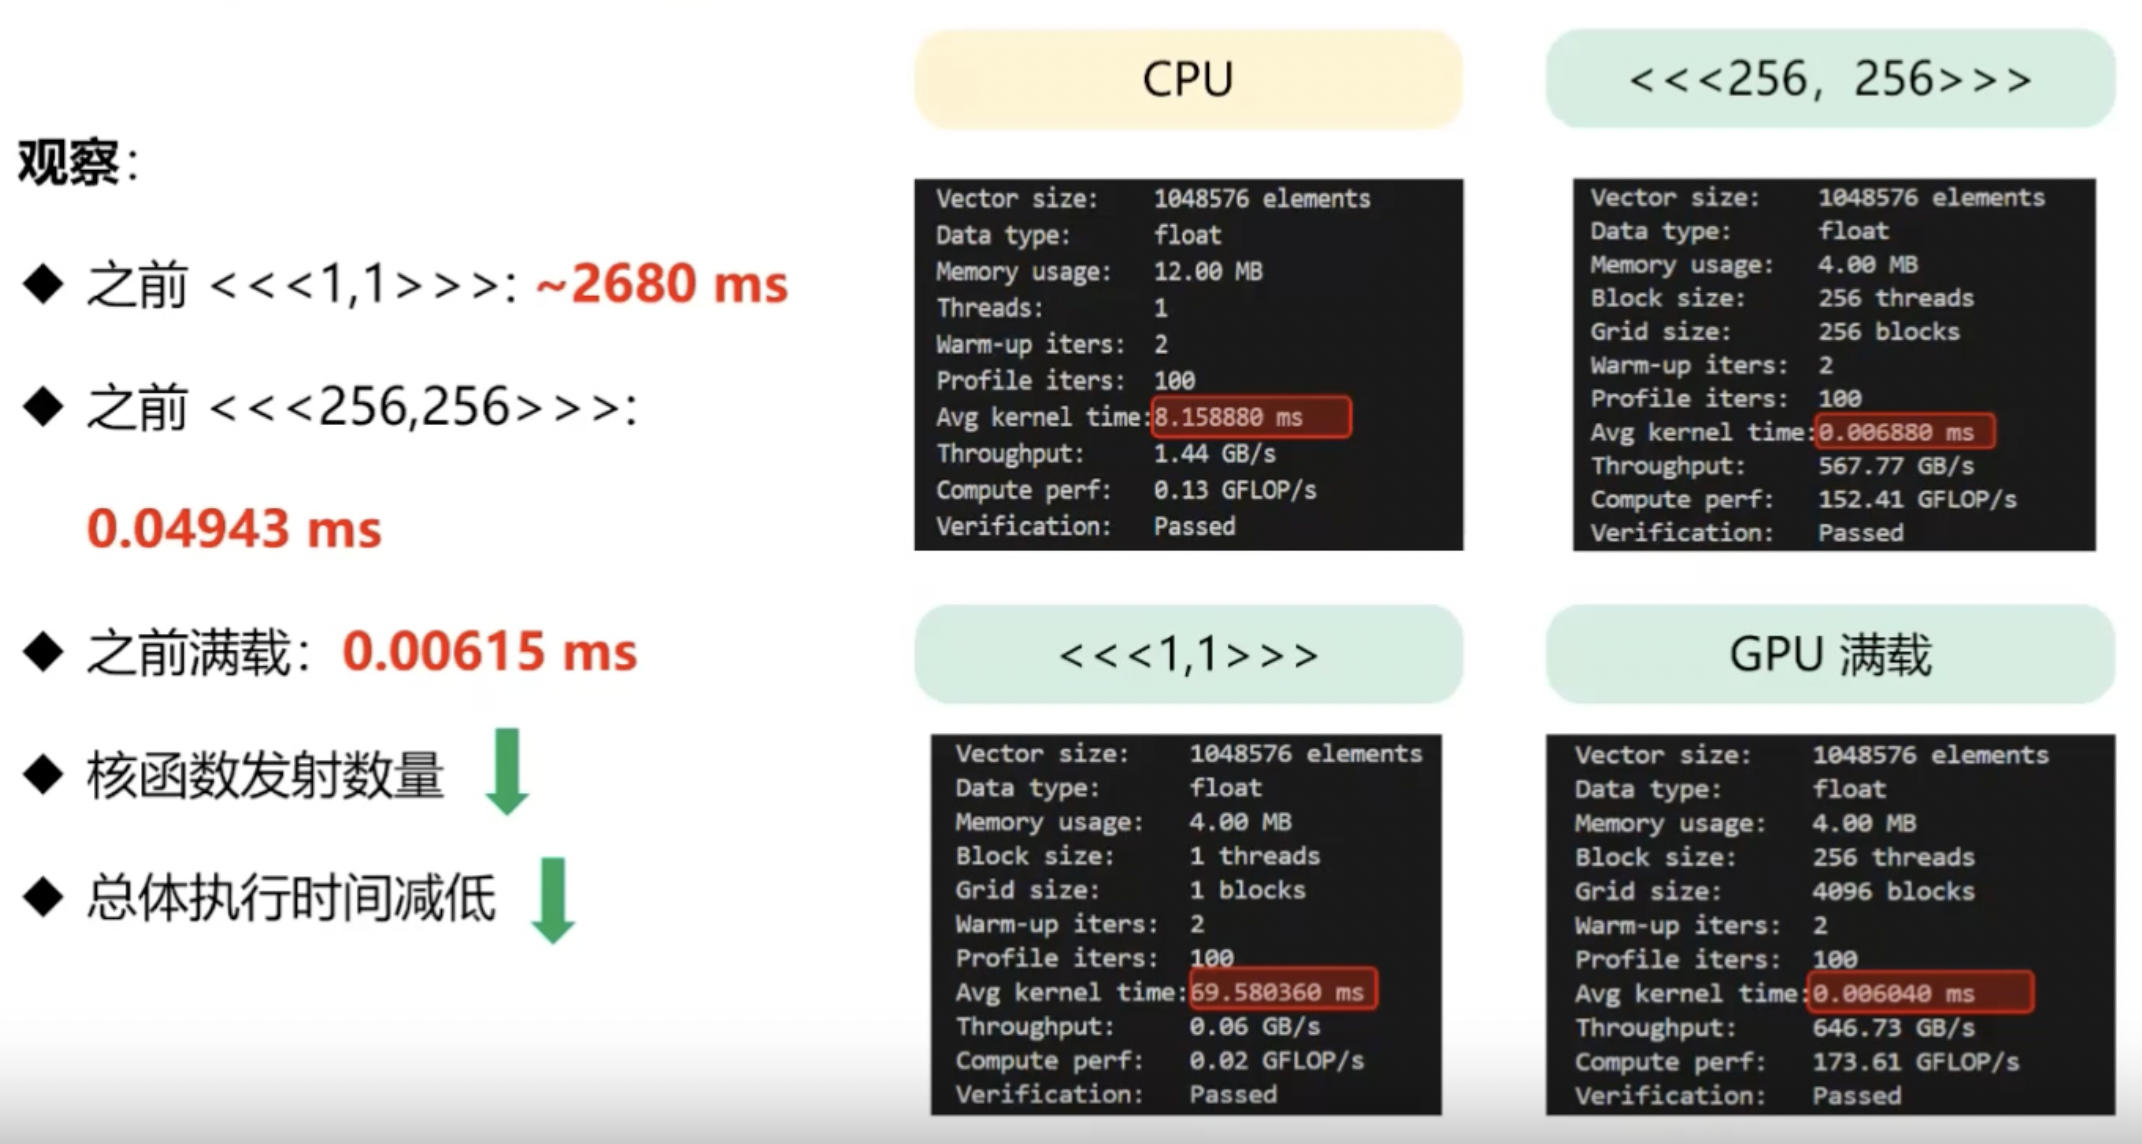 观察：
◆ 之前 <<<1,1>>>: ~2680 ms
◆ 之前 <<<256,256>>>:
0.04943 ms
◆ 之前满载：0.00615 ms
◆ 核函数发射数量
◆ 总体执行时间减低
CPU
Vector size: 1048576 elements
Data type: float
Memory usage: 12.00 MB
Threads: 1
Warm-up iters: 2
Profile iters: 100
Avg kernel time:8.158880 ms
Throughput: 1.44 GB/s
Compute perf: 0.13 GFLOP/s
Verification: Passed
<<<256，256>>>
Vector size: 1048576 elements
Data type: float
Memory usage: 4.00 MB
Block size: 256 threads
Grid size: 256 blocks
Warm-up iters: 2
Profile iters: 100
Avg kernel time:0.006880 ms
Throughput: 567.77 GB/s
Compute perf: 152.41 GFLOP/s
Verification: Passed
<<<1,1>>>
Vector size: 1048576 elements
Data type: float
Memory usage: 4.00 MB
Block size: 1 threads
Grid size: 1 blocks
Warm-up iters: 2
Profile iters: 100
Avg kernel time:69.580360 ms
Throughput: 0.06 GB/s
Compute perf: 0.02 GFLOP/s
Verification: Passed
GPU 满载
Vector size: 1048576 elements
Data type: float
Memory usage: 4.00 MB
Block size: 256 threads
Grid size: 4096 blocks
Warm-up iters: 2
Profile iters: 100
Avg kernel time:0.006040 ms
Throughput: 646.73 GB/s
Compute perf: 173.61 GFLOP/s
Verification: Passed